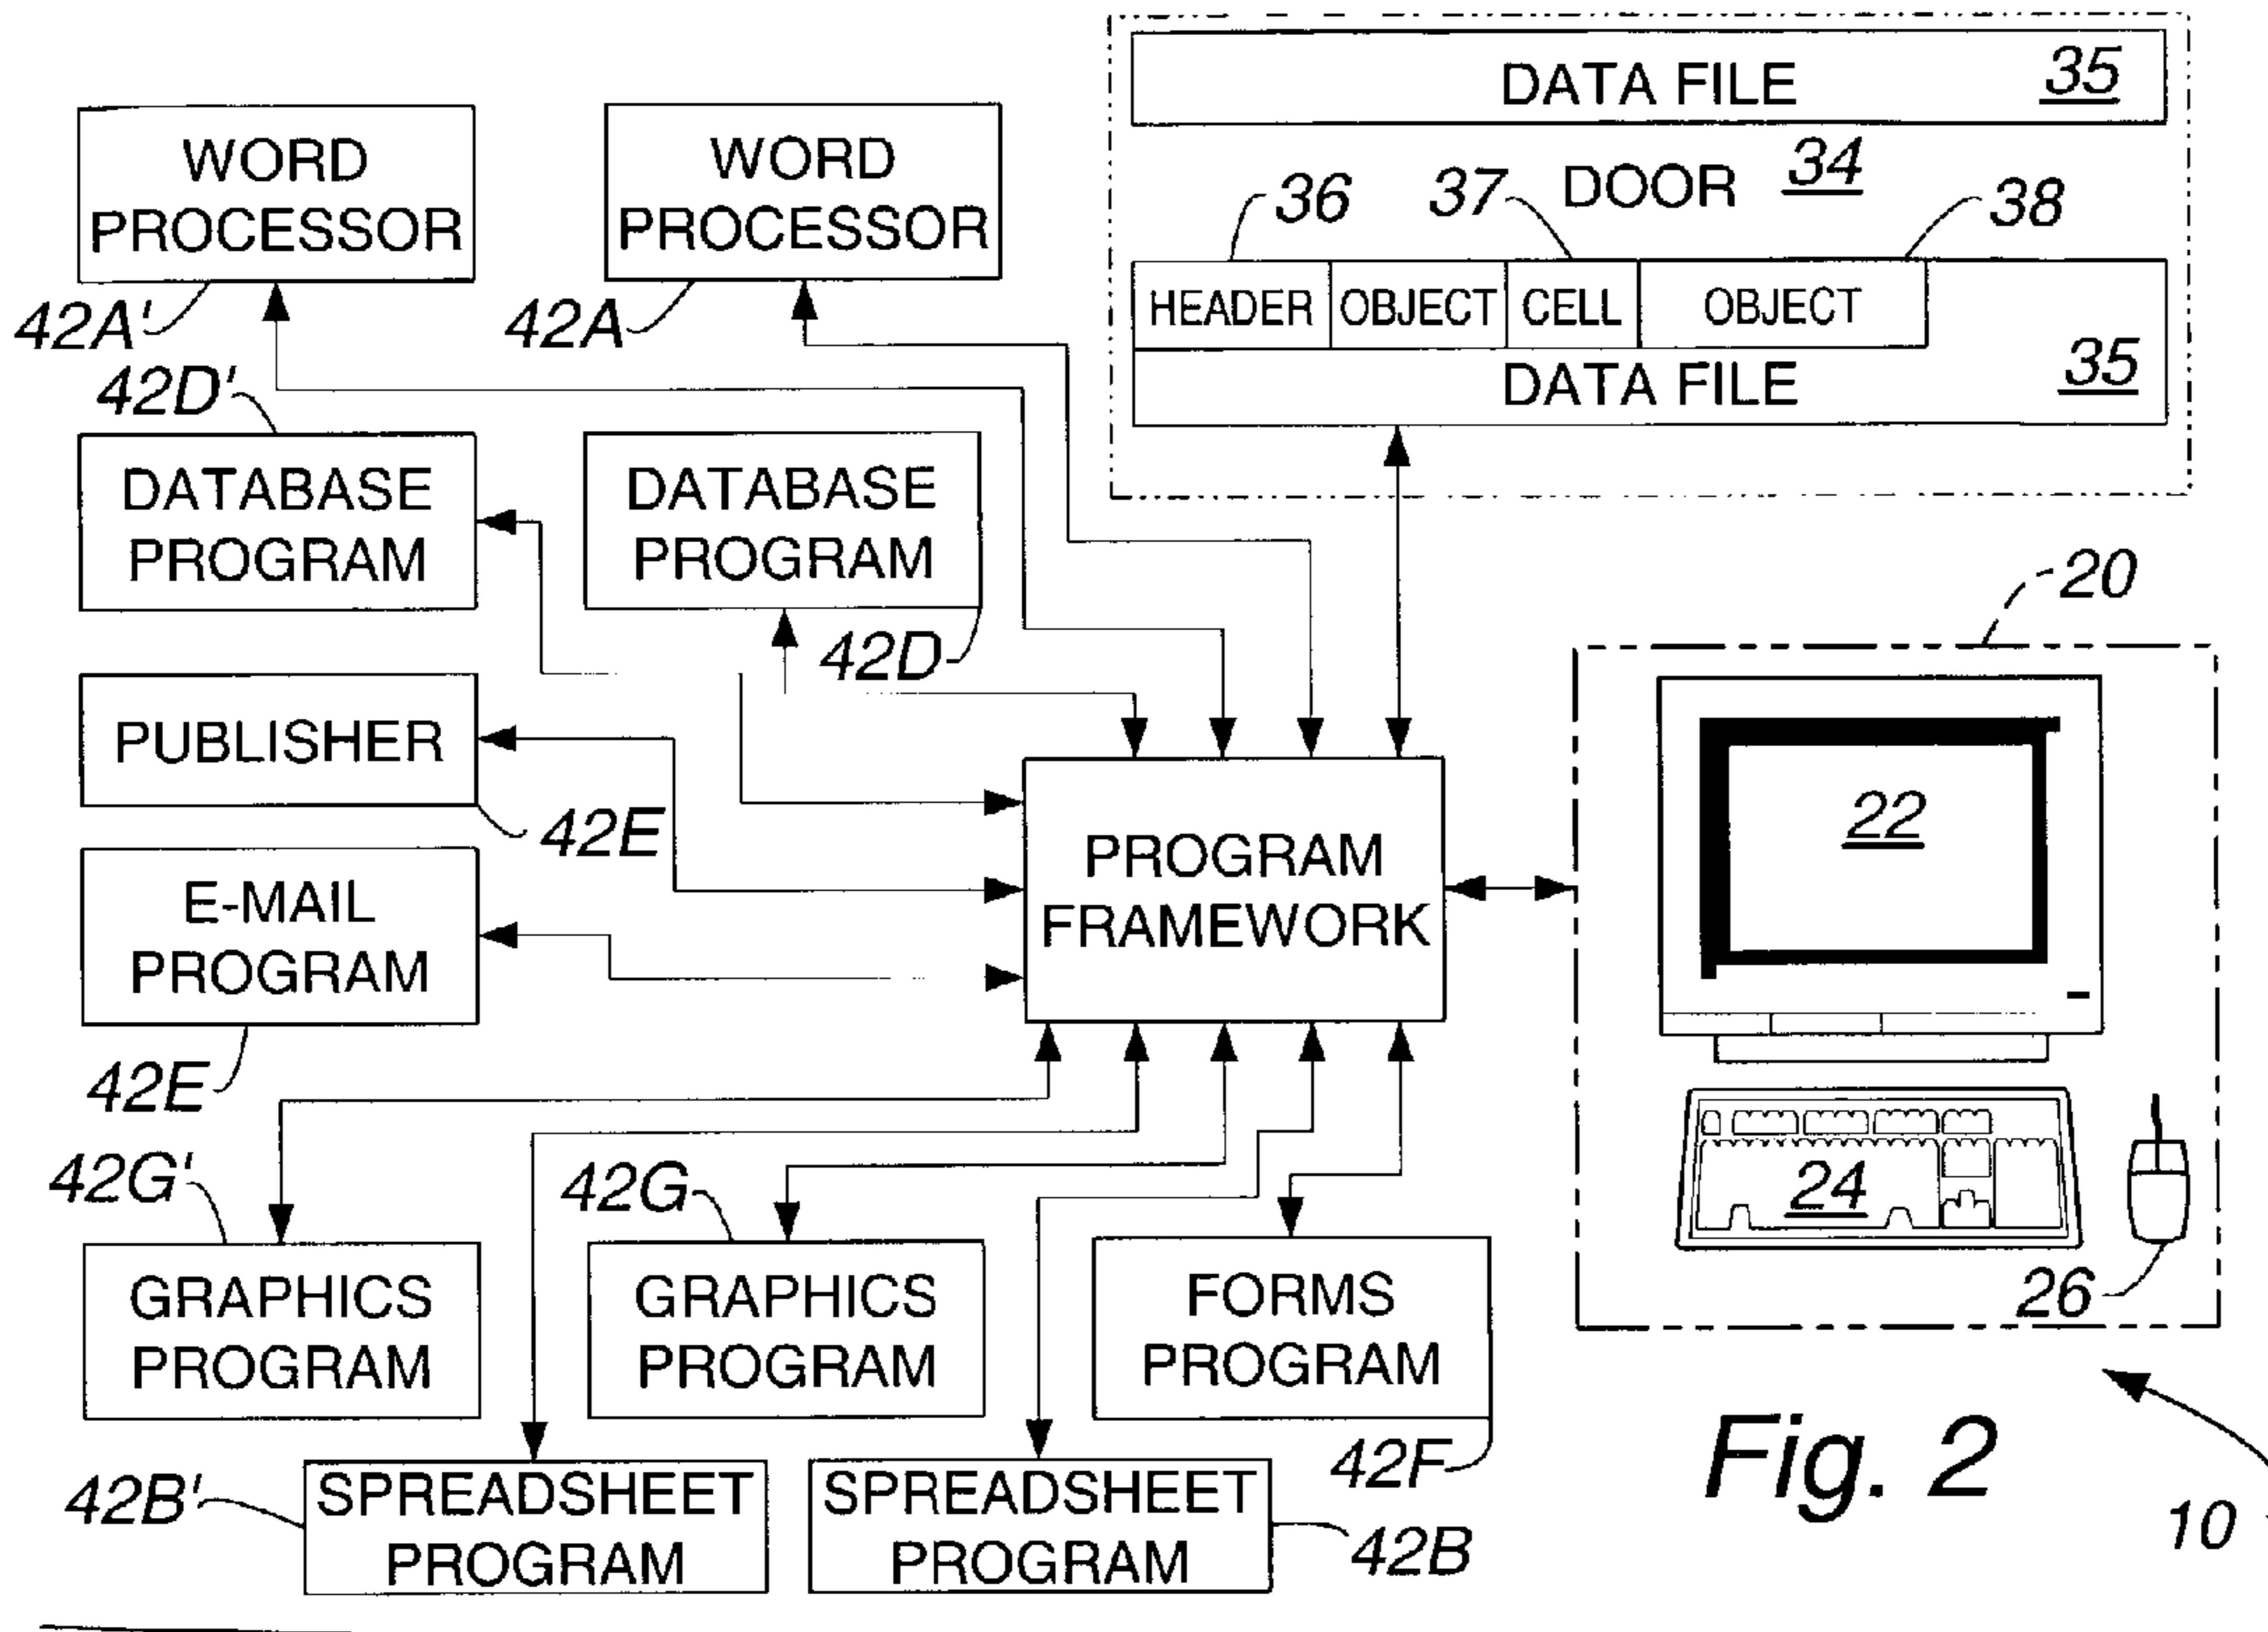 DATA FILE 35
DOOR 34
36
37
38
HEADER OBJECT CELL OBJECT
DATA FILE 35
WORD
PROCESSOR
42A'
WORD
PROCESSOR
42A
42D'
DATABASE
PROGRAM
DATABASE
PROGRAM
42D
PUBLISHER
42E
E-MAIL
PROGRAM
42E
PROGRAM
FRAMEWORK
20
22
24
26
42G'
GRAPHICS
PROGRAM
42G
GRAPHICS
PROGRAM
FORMS
PROGRAM
42F
42B'
SPREADSHEET
PROGRAM
SPREADSHEET
PROGRAM
42B
Fig. 2
10